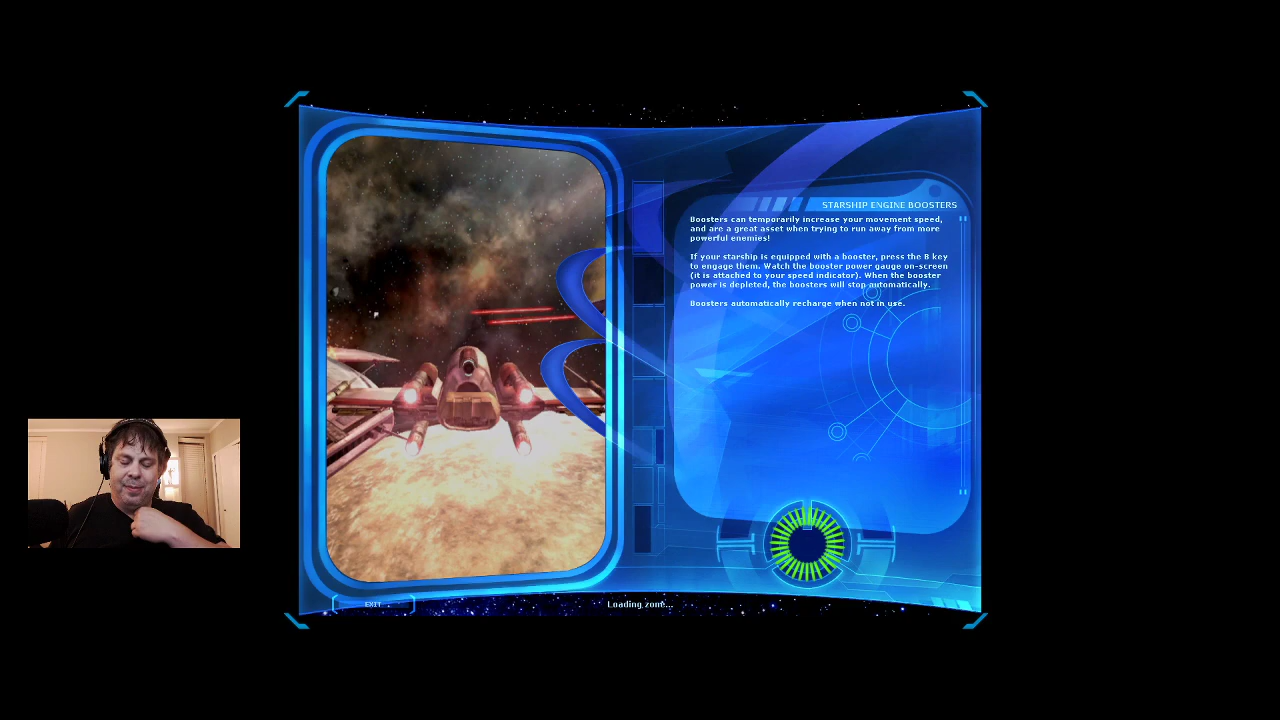 STARSHIP ENGINE BOOSTERS
Boosters can temporarily increase your movement speed,
and are a great asset when trying to run away from more
powerful enemies!
If your starship is equipped with a booster, press the B key
to engage them. Watch the booster power gauge on-screen
(it is attached to your speed indicator). When the booster
power is depleted, the boosters will stop automatically.
Boosters automatically recharge when not in use.
EXIT
Loading zone...